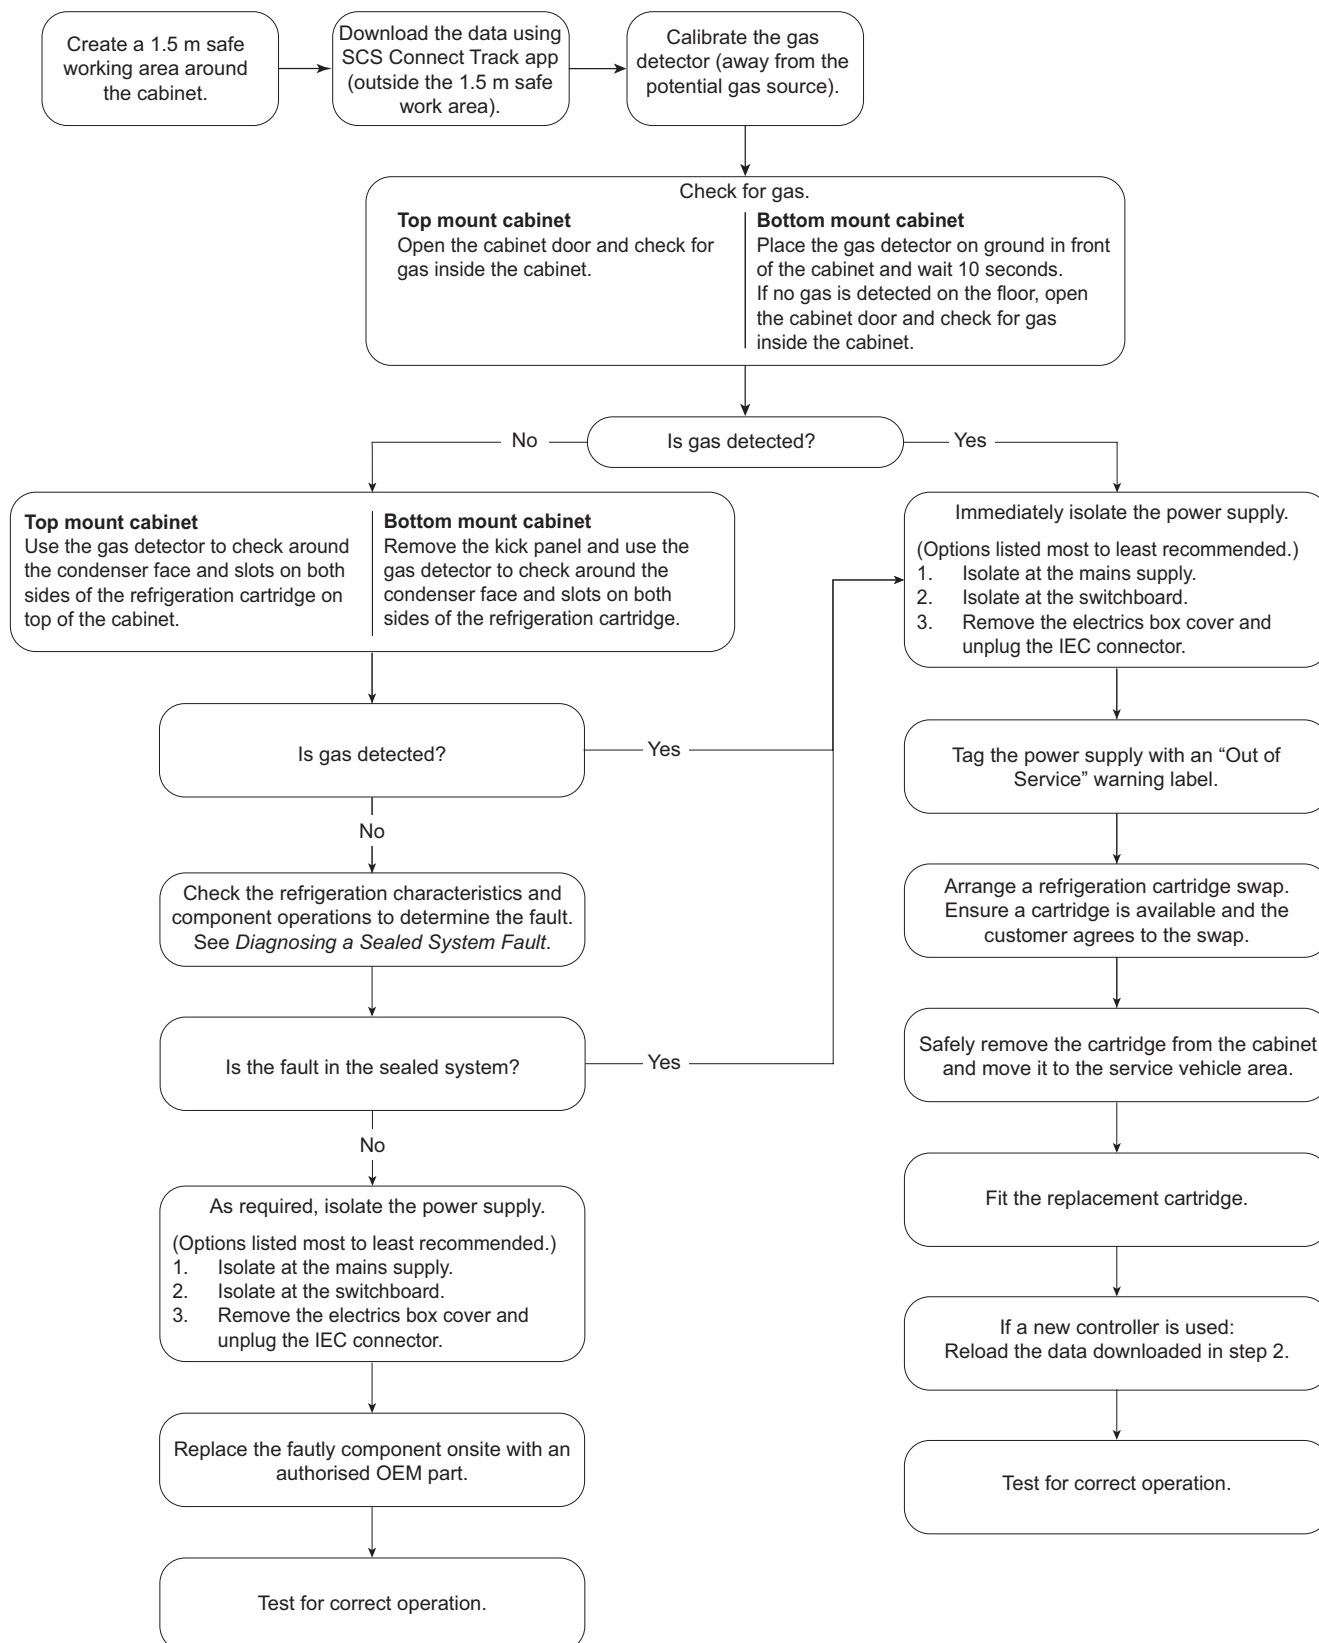 Create a 1.5 m safe
working area around
the cabinet.
Download the data using
SCS Connect Track app
(outside the 1.5 m safe
work area).
Calibrate the gas
detector (away from the
potential gas source).
Check for gas.
Top mount cabinet
Open the cabinet door and check for
gas inside the cabinet.
Bottom mount cabinet
Place the gas detector on ground in front
of the cabinet and wait 10 seconds.
If no gas is detected on the floor, open
the cabinet door and check for gas
inside the cabinet.
Is gas detected?
No
Yes
Top mount cabinet
Use the gas detector to check around
the condenser face and slots on both
sides of the refrigeration cartridge on
top of the cabinet.
Bottom mount cabinet
Remove the kick panel and use the
gas detector to check around the
condenser face and slots on both
sides of the refrigeration cartridge.
Is gas detected?
Yes
No
Check the refrigeration characteristics and
component operations to determine the fault.
See Diagnosing a Sealed System Fault.
Is the fault in the sealed system?
Yes
No
As required, isolate the power supply.
(Options listed most to least recommended.)
1. Isolate at the mains supply.
2. Isolate at the switchboard.
3. Remove the electrics box cover and
unplug the IEC connector.
Replace the fautly component onsite with an
authorised OEM part.
Test for correct operation.
Immediately isolate the power supply.
(Options listed most to least recommended.)
1. Isolate at the mains supply.
2. Isolate at the switchboard.
3. Remove the electrics box cover and
unplug the IEC connector.
Tag the power supply with an “Out of
Service” warning label.
Arrange a refrigeration cartridge swap.
Ensure a cartridge is available and the
customer agrees to the swap.
Safely remove the cartridge from the cabinet
and move it to the service vehicle area.
Fit the replacement cartridge.
If a new controller is used:
Reload the data downloaded in step 2.
Test for correct operation.